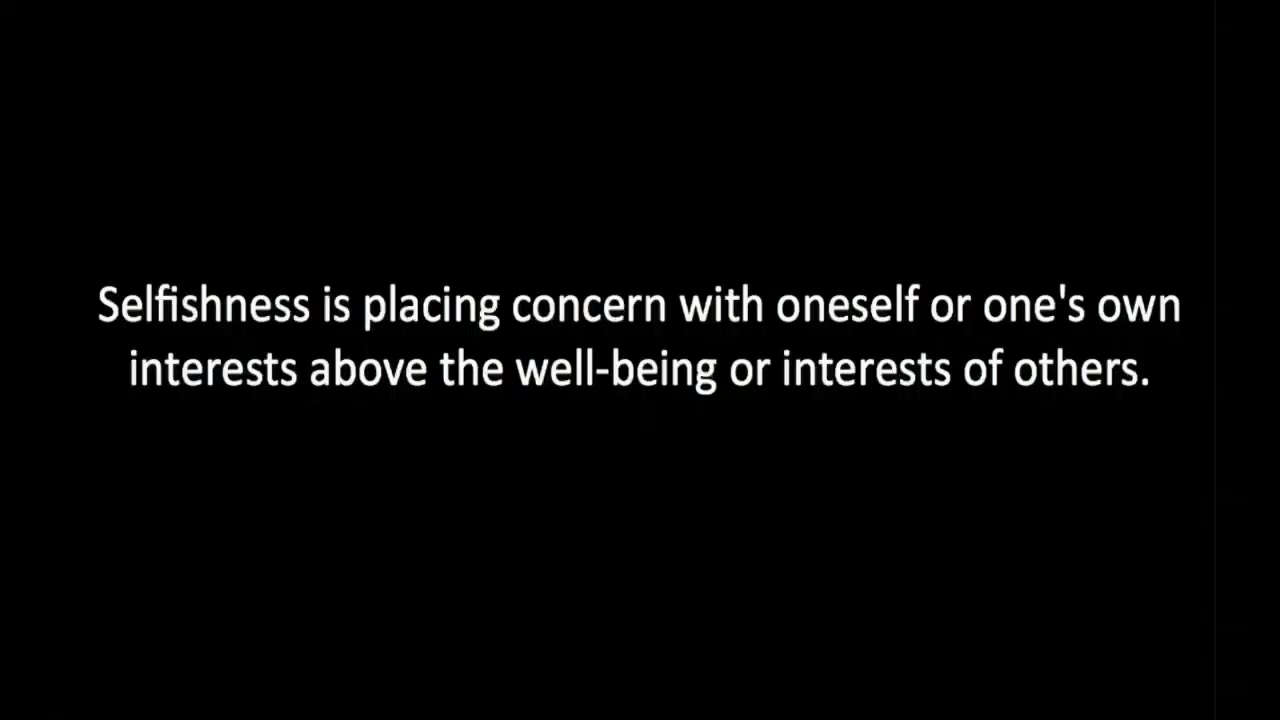 Selfishness is placing concern with oneself or one's own
interests above the well-being or interests of others.